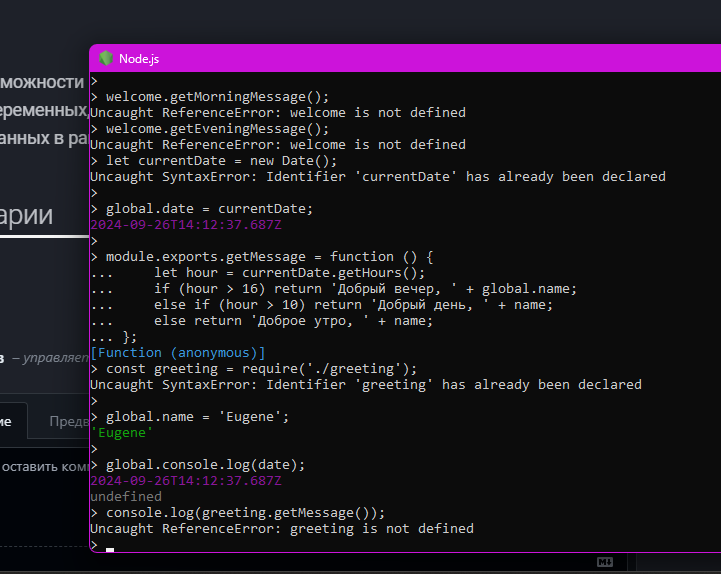 Node.js
>
> welcome.getMorningMessage();
Uncaught ReferenceError: welcome is not defined
> welcome.getEveningMessage();
Uncaught ReferenceError: welcome is not defined
> let currentDate = new Date();
Uncaught SyntaxError: Identifier 'currentDate' has already been declared
>
> global.date = currentDate;
2024-09-26T14:12:37.687Z
>
> module.exports.getMessage = function () {
...     let hour = currentDate.getHours();
...     if (hour > 16) return 'Добрый вечер, ' + global.name;
...     else if (hour > 10) return 'Добрый день, ' + name;
...     else return 'Доброе утро, ' + name;
... };
[Function (anonymous)]
> const greeting = require('./greeting');
Uncaught SyntaxError: Identifier 'greeting' has already been declared
>
> global.name = 'Eugene';
'Eugene'
>
> global.console.log(date);
2024-09-26T14:12:37.687Z
undefined
> console.log(greeting.getMessage());
Uncaught ReferenceError: greeting is not defined
>
можности
еременных,
анных в ра
арии
в – управляет
ие Предв
оставить ком